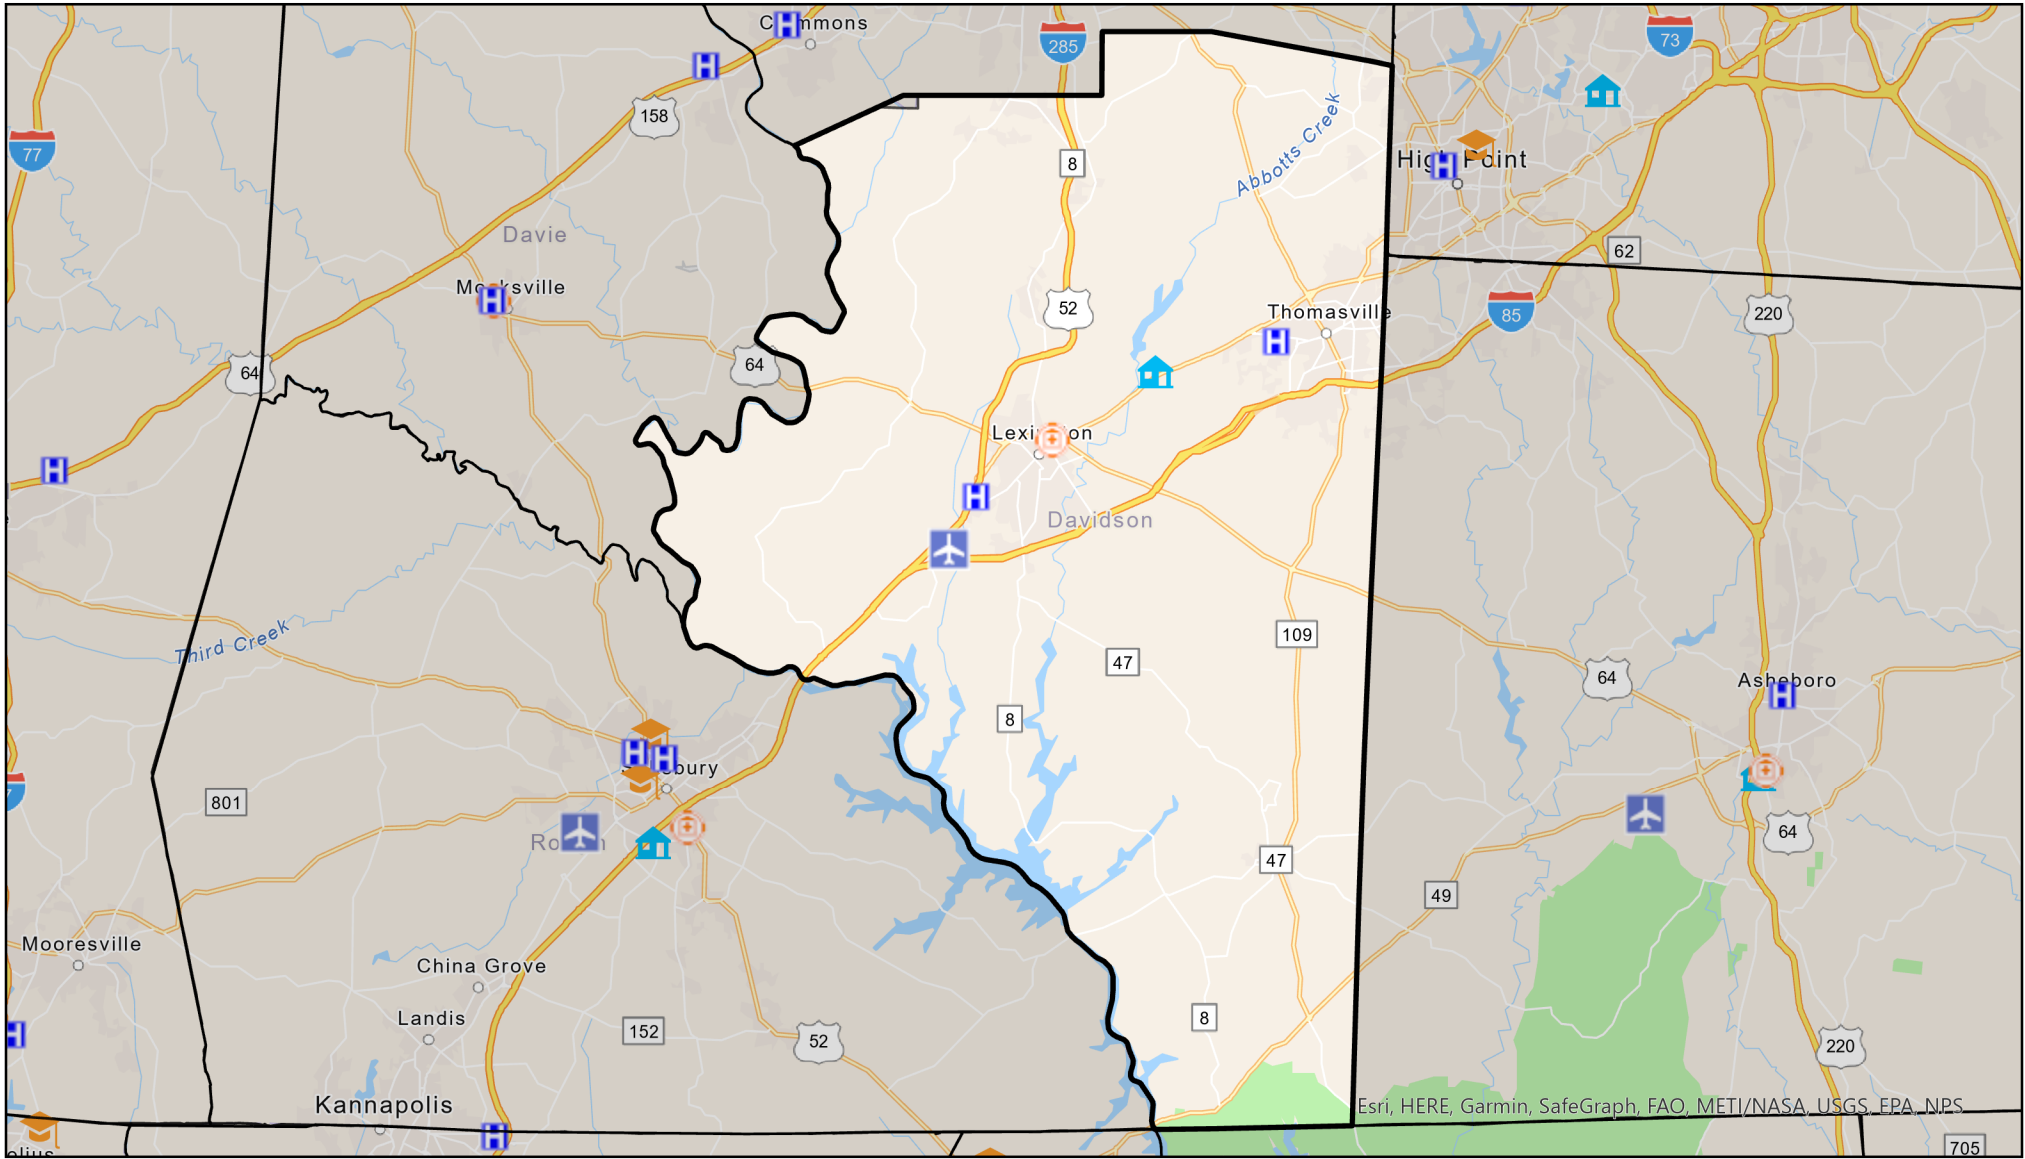 Clemmons
285
73
158
77
8
Abbotts Creek
High Point
Davie
62
Mocksville
52
Thomasville
85
220
64
64
Lexington
Davidson
109
Third Creek
47
64
Asheboro
8
Salisbury
801
Rowan
64
47
49
Mooresville
China Grove
Landis
8
152
52
220
Kannapolis
Esri, HERE, Garmin, SafeGraph, FAO, METI/NASA, USGS, EPA, NPS
705
elius